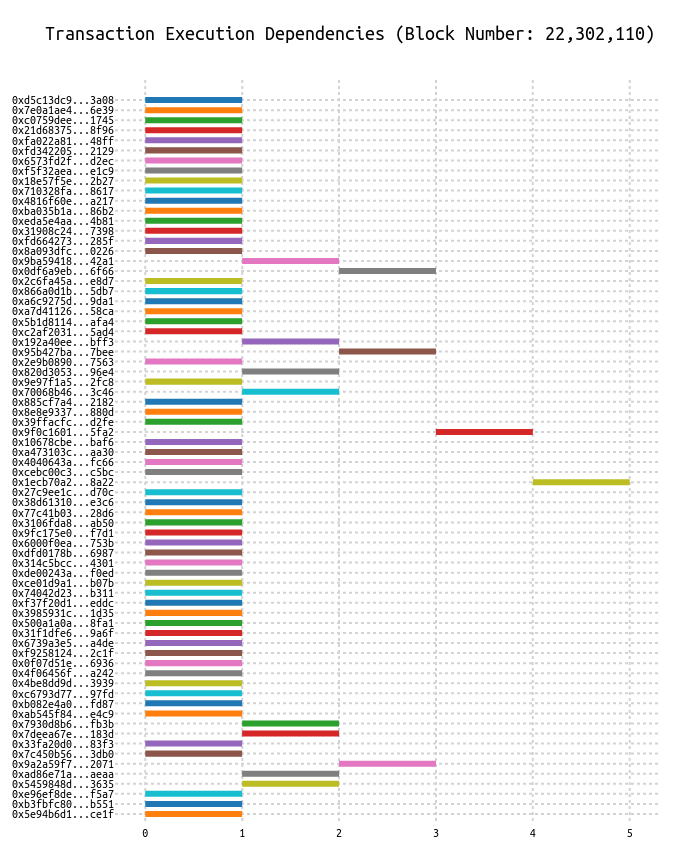 Transaction Execution Dependencies (Block Number: 22,302,110)
0xd5c13dc9...3a08
0x7e0a1ae4...6e39
0xc0759dee...1745
0x21d68375...8f96
0xfa022a81...48ff
0xfd342205...2129
0x6573fd2f...d2ec
0xf5f32aea...e1c9
0x18e57f5e...2b27
0x710328fa...8617
0x4816f60e...a217
0xba035b1a...86b2
0xeda5e4aa...4b81
0x31908c24...7398
0xfd664273...285f
0x8a093dfc...0226
0x9ba59418...42a1
0x0df6a9eb...6f66
0x2c6fa45a...e8d7
0x866a0d1b...5db7
0xa6c9275d...9da1
0xa7d41126...58ca
0x5b1d8114...afa4
0xc2af2031...5ad4
0x192a40ee...bff3
0x95b427ba...7bee
0x2e9b0890...7563
0x820d3053...96e4
0x9e97f1a5...2fc8
0x70068b46...3c46
0x885cf7a4...2182
0x8e8e9337...880d
0x39ffacfc...d2fe
0x9f0c1601...5fa2
0x10678cbe...baf6
0xa473103c...aa30
0x4040643a...fc66
0xcebc00c3...c5bc
0x1ecb70a2...8a22
0x27c9ee1c...d70c
0x38d61310...e3c6
0x77c41b03...28d6
0x3106fda8...ab50
0x9fc175e0...f7d1
0x6000f0ea...753b
0xdfd0178b...6987
0x314c5bcc...4301
0xde00243a...f0ed
0xce01d9a1...b07b
0x74042d23...b311
0xf37f20d1...eddc
0x3985931c...1d35
0x500a1a0a...8fa1
0x31f1dfe6...9a6f
0x6739a3e5...a4de
0xf9258124...2c1f
0x0f07d51e...6936
0x4f06456f...a242
0x4be8dd9d...3939
0xc6793d77...97fd
0xb082e4a0...fd87
0xab545f84...e4c9
0x7930d8b6...fb3b
0x7deea67e...183d
0x33fa20d0...83f3
0x7c450b56...3db0
0x9a2a59f7...2071
0xad86e71a...aeaa
0x5459848d...3635
0xe96ef8de...f5a7
0xb3fbfc80...b551
0x5e94b6d1...ce1f
0 1 2 3 4 5